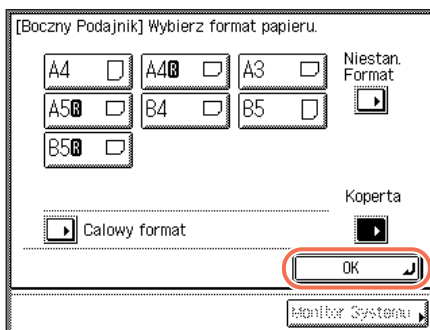 [Boczny Podajnik] Wybierz format papieru.
A4 A4R A3 Niestan. Format
A5R B4 B5
B5R
Koperta
Calowy format
OK
Monitor Systemu